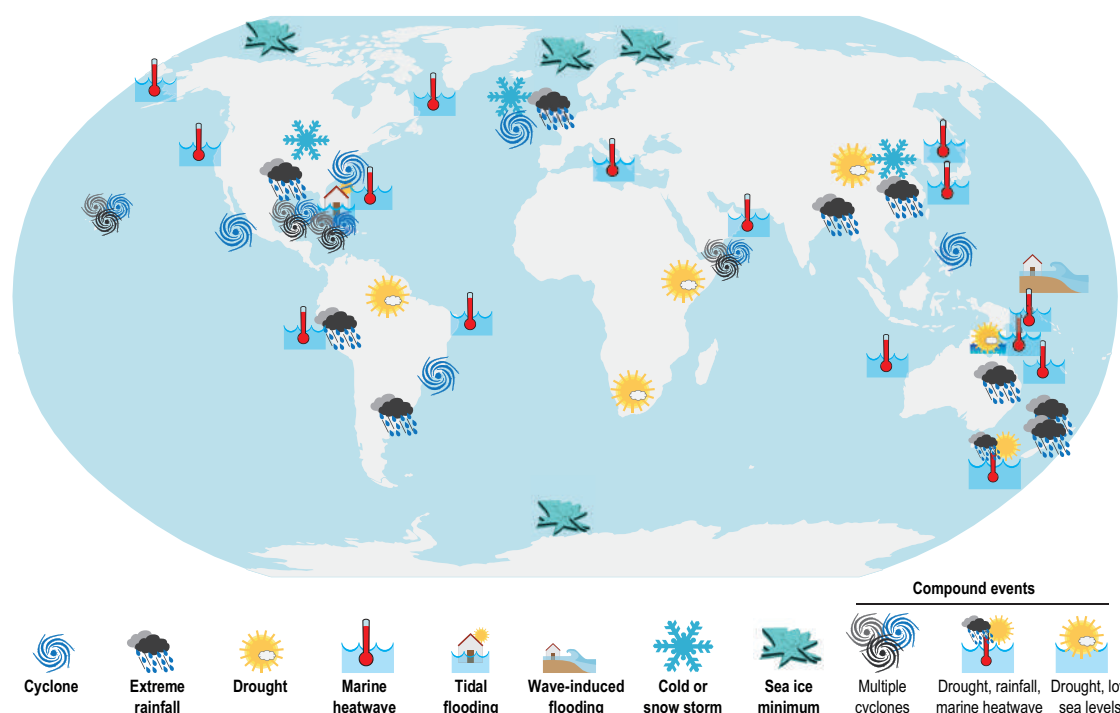 Compound events
Cyclone
Extreme
rainfall
Drought
Marine
heatwave
Tidal
flooding
Wave-induced
flooding
Cold or
snow storm
Sea ice
minimum
Multiple
cyclones
Drought, rainfall,
marine heatwave
Drought, lo
sea levels